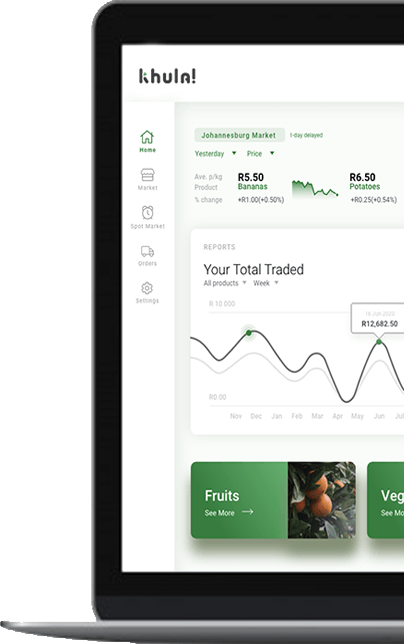 khula!
Johannesburg Market
1-day delayed
Yesterday ▼ Price ▼
Home
Market
Spot Market
Orders
Settings
Ave. p/kg R5.50 R6.50
Product Bananas Potatoes
% change +R1.00(+0.50%) +R0.25(+0.54%)
REPORTS
Your Total Traded
All products ▼ Week ▼
R 10 000
16 Jun 2020
R12,682.50
R0.00
Nov Dec Jan Feb Mar Apr May Jun Jul
Fruits
See More →
Veg
See Mo